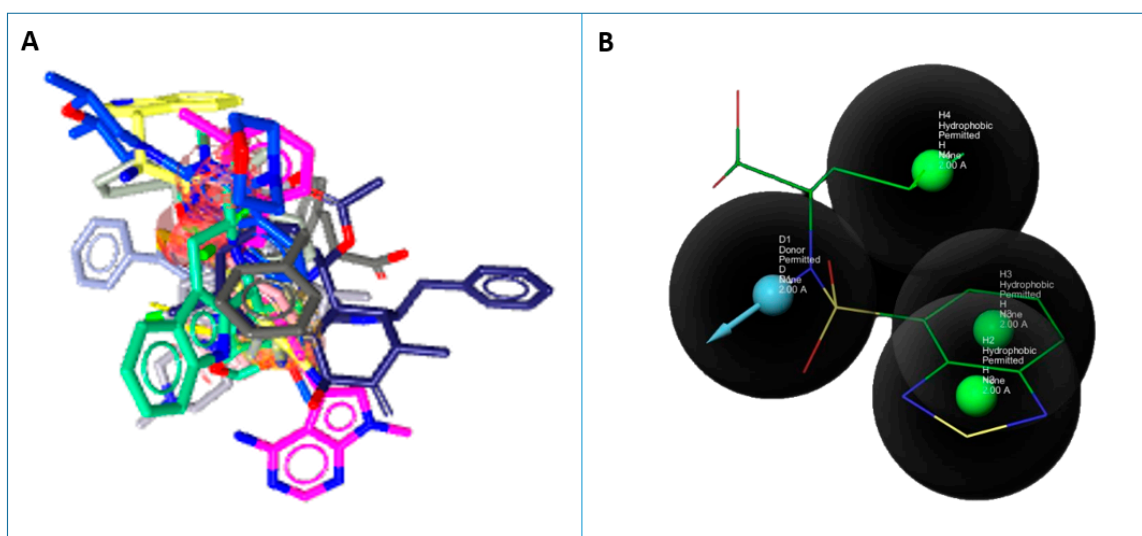 A
B
H4
Hydrophobic
Permitted
H
None
2.00 A
D1
Donor
Permitted
D
None
2.00 A
H3
Hydrophobic
Permitted
H
None
2.00 A
H2
Hydrophobic
Permitted
H
None
2.00 A